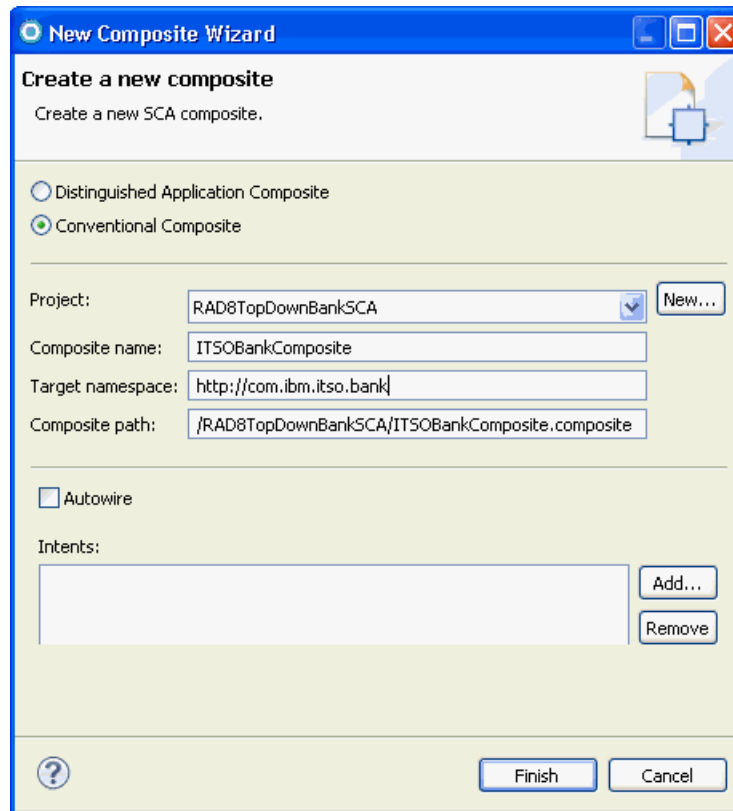 New Composite Wizard
Create a new composite
Create a new SCA composite.
Distinguished Application Composite
Conventional Composite
Project: RAD8TopDownBankSCA New...
Composite name: ITSOBankComposite
Target namespace: http://com.ibm.itso.bank
Composite path: /RAD8TopDownBankSCA/ITSOBankComposite.composite
Autowire
Intents:
Add...
Remove
? Finish Cancel